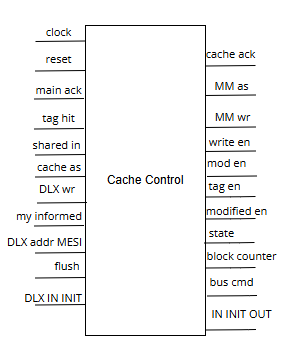 clock
reset
main ack
tag hit
shared in
cache as
DLX wr
my informed
DLX addr MESI
flush
DLX IN INIT
Cache Control
cache ack
MM as
MM wr
write en
mod en
tag en
modified en
state
block counter
bus cmd
IN INIT OUT